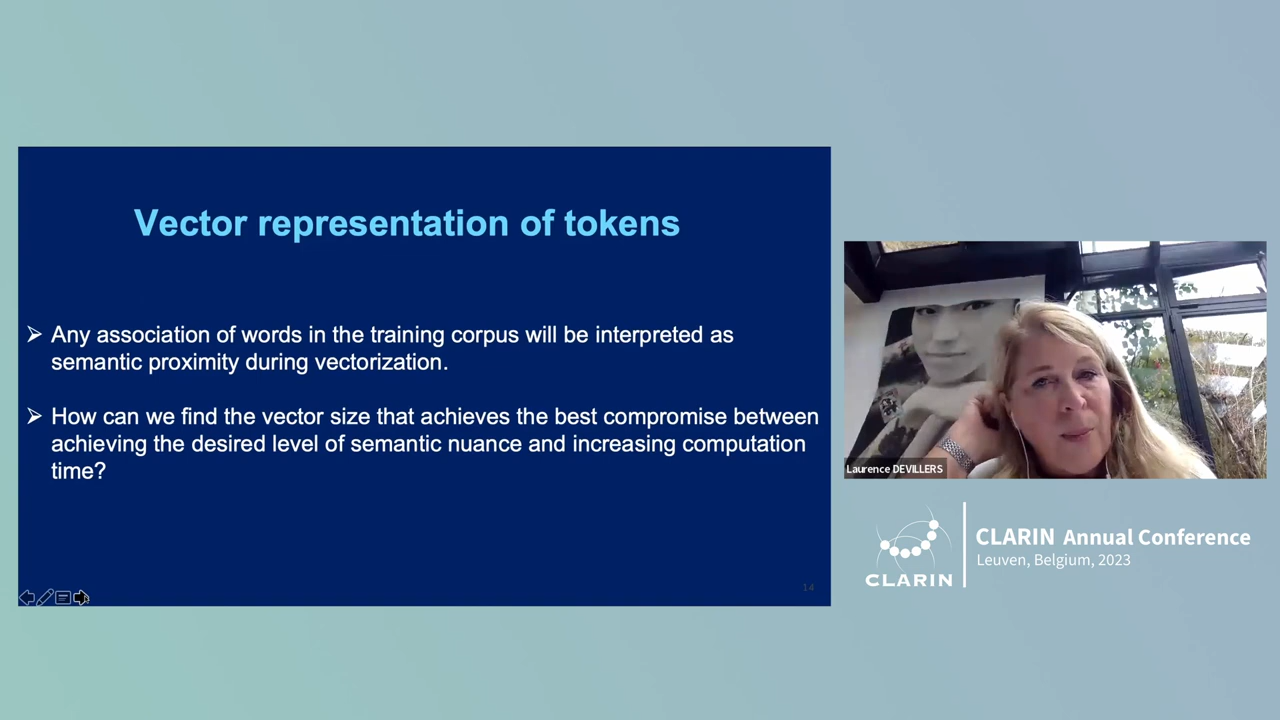 Vector representation of tokens
➢ Any association of words in the training corpus will be interpreted as
semantic proximity during vectorization.
➢ How can we find the vector size that achieves the best compromise between
achieving the desired level of semantic nuance and increasing computation
time?
14
Laurence DEVILLERS
CLARIN
CLARIN Annual Conference
Leuven, Belgium, 2023